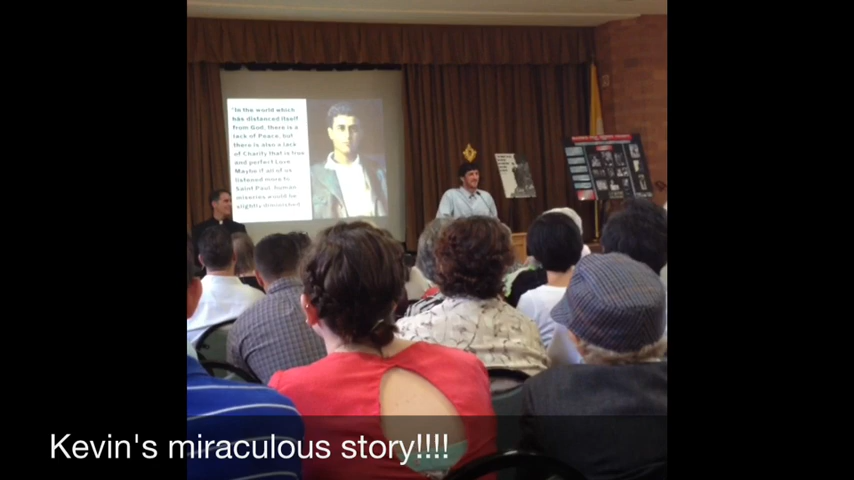 "In the world which
has distanced itself
from God, there is a
lack of Peace, but
there is also a lack
of Charity that is true
and perfect Love.
Maybe if all of us
listened more to
Saint Paul, human
miseries would be
slightly diminished
Kevin's miraculous story!!!!